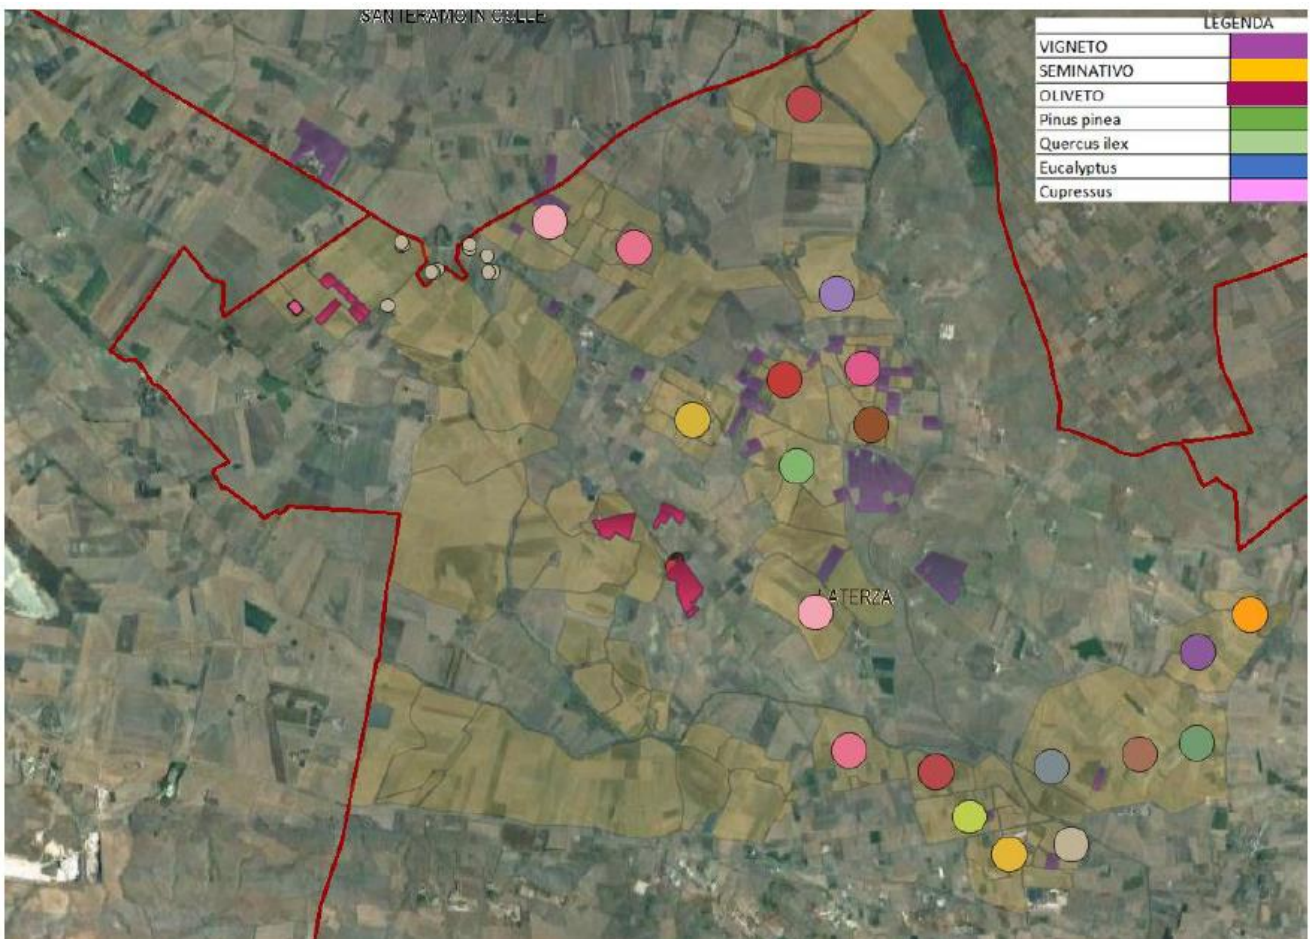 SANTERAMO IN COLLE
LEGENDA
VIGNETO
SEMINATIVO
OLIVETO
Pinus pinea
Quercus ilex
Eucalyptus
Cupressus
LATERZA